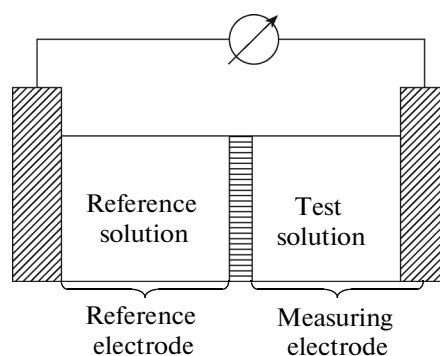 Reference
solution
Test
solution
Reference
electrode
Measuring
electrode